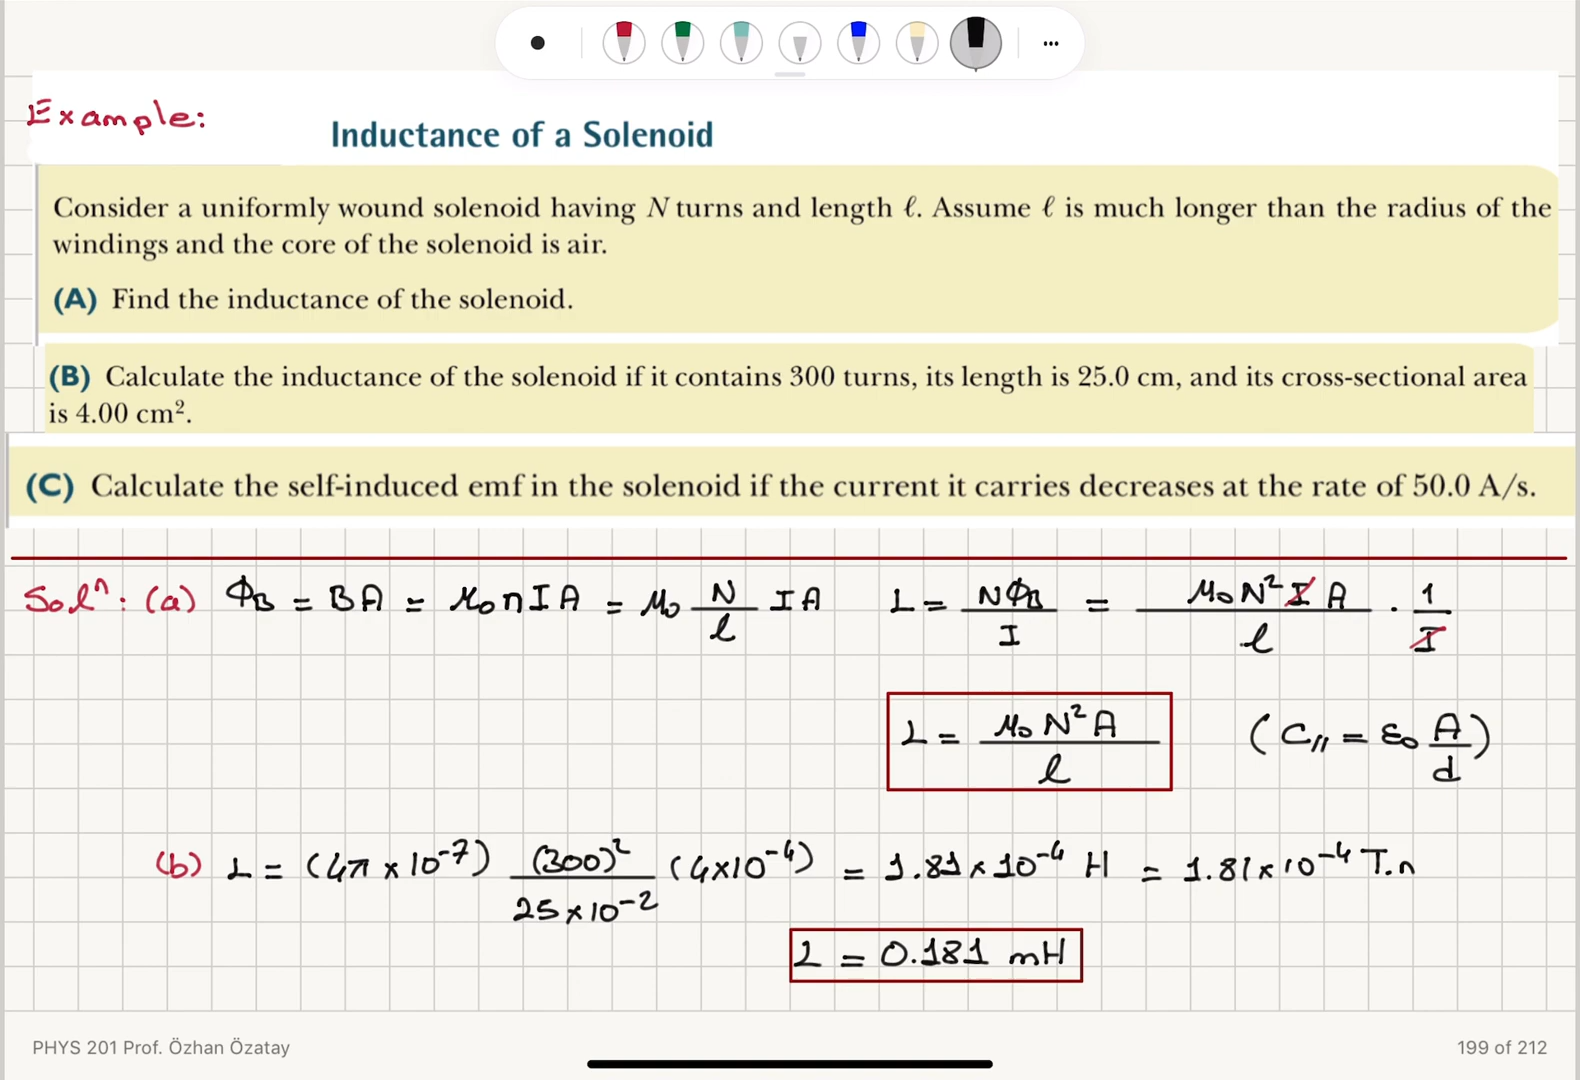 Example:
Inductance of a Solenoid
Consider a uniformly wound solenoid having N turns and length ℓ. Assume ℓ is much longer than the radius of the
windings and the core of the solenoid is air.
(A) Find the inductance of the solenoid.
(B) Calculate the inductance of the solenoid if it contains 300 turns, its length is 25.0 cm, and its cross-sectional area
is 4.00 cm².
(C) Calculate the self-induced emf in the solenoid if the current it carries decreases at the rate of 50.0 A/s.
Solⁿ: (a) Φ_B = BA = μ₀nIA = μ₀ N/ℓ IA L = NΦ_B/I = μ₀N²IA/ℓ · 1/I
L = μ₀N²A/ℓ (C_// = ε₀ A/d)
(b) L = (4π×10⁻⁷) (300)²/25×10⁻² (4×10⁻⁴) = 1.81×10⁻⁴ H = 1.81×10⁻⁴ T.n
L = 0.181 mH
PHYS 201 Prof. Özhan Özatay
199 of 212